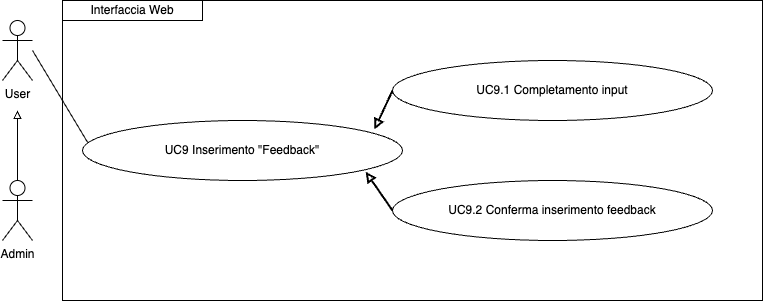 Interfaccia Web
User
UC9.1 Completamento input
UC9 Inserimento "Feedback"
UC9.2 Conferma inserimento feedback
Admin